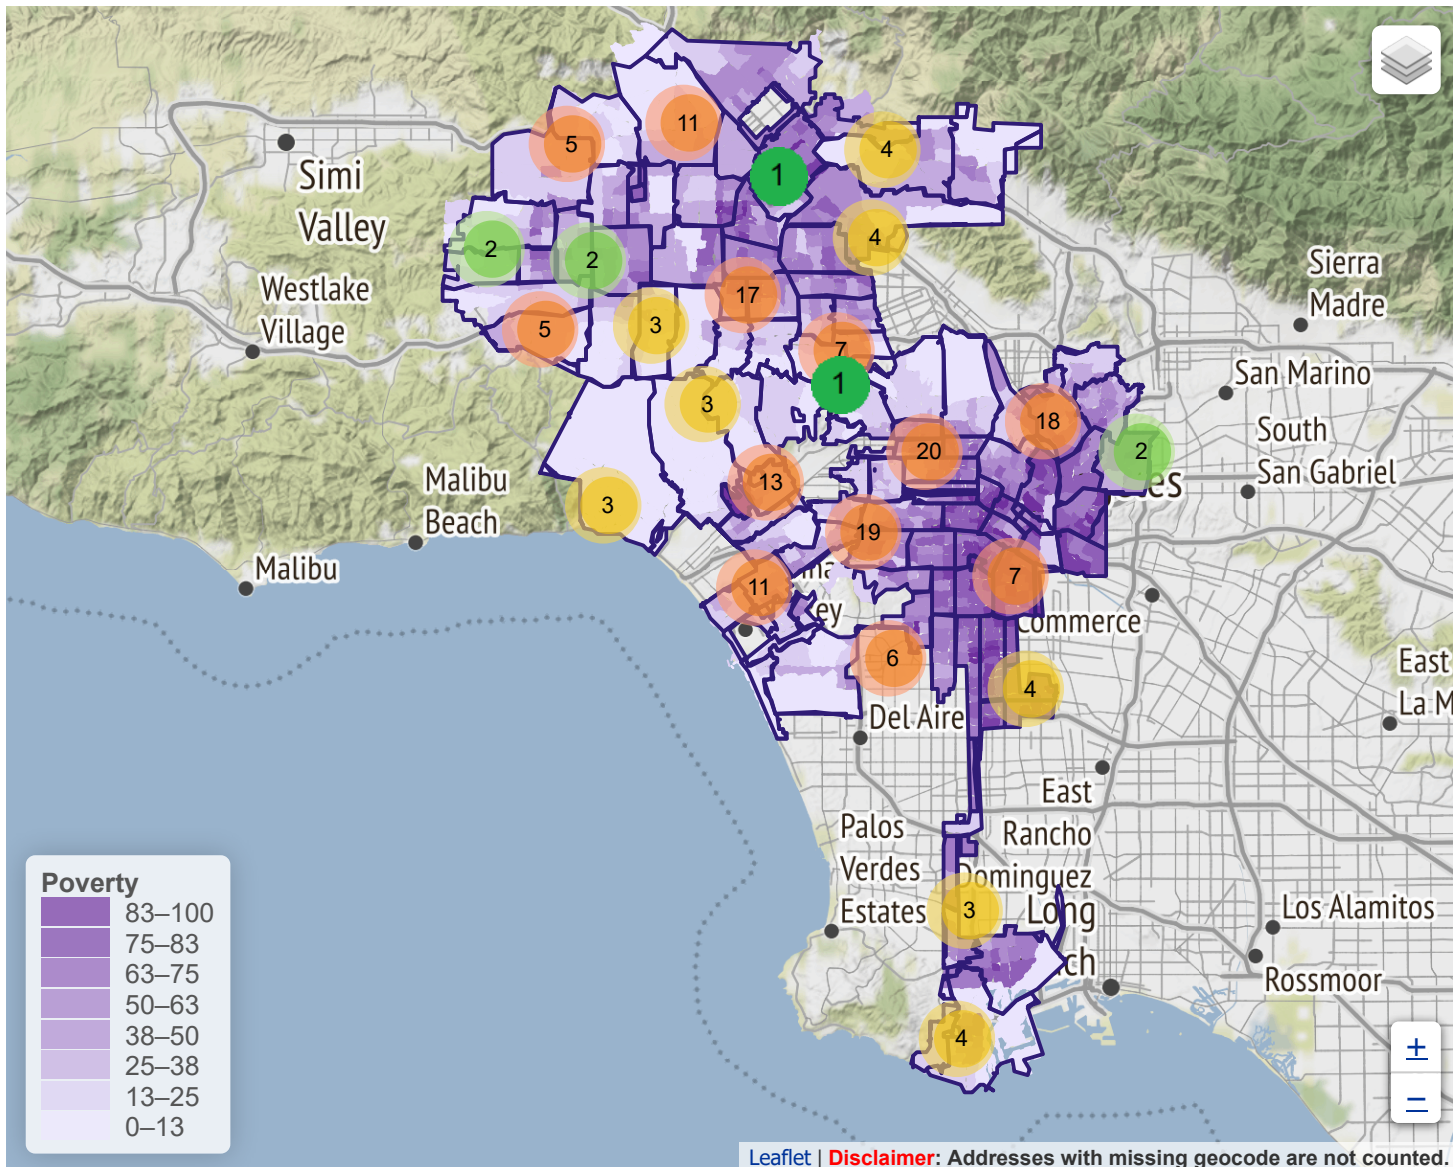 11
5
4
1
Simi
Valley
4
2
2
Sierra
Madre
Westlake
Village
17
5
3
7
San Marino
1
3
18
South
San Gabriel
20
2
es
13
Malibu
Beach
3
19
Malibu
11
7
ey
Commerce
6
East
La M
4
Del Aire
East
Rancho
Dominguez
Palos
Verdes
Estates
3
Long
ch
Los Alamitos
Rossmoor
4
Poverty
83–100
75–83
63–75
50–63
38–50
25–38
13–25
0–13
+
−
Leaflet | Disclaimer: Addresses with missing geocode are not counted.